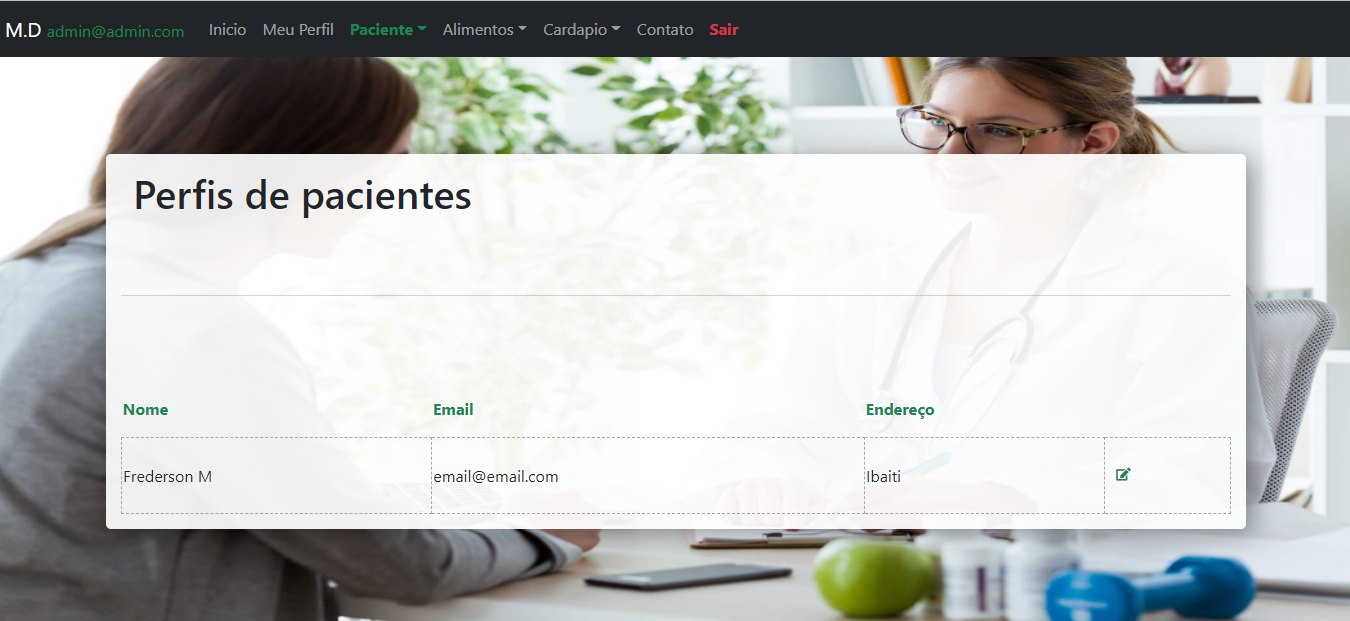 M.D admin@admin.com Inicio Meu Perfil Paciente Alimentos Cardapio Contato Sair
Perfis de pacientes
Nome Email Endereço
Frederson M email@email.com Ibaiti